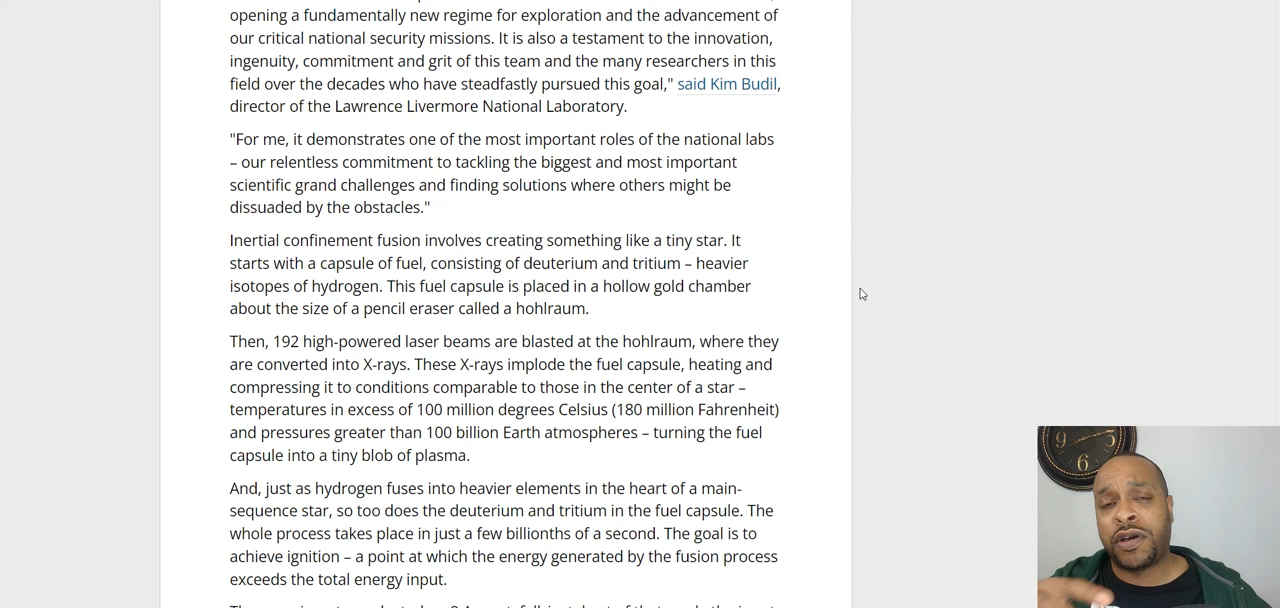 opening a fundamentally new regime for exploration and the advancement of
our critical national security missions. It is also a testament to the innovation,
ingenuity, commitment and grit of this team and the many researchers in this
field over the decades who have steadfastly pursued this goal," said Kim Budil,
director of the Lawrence Livermore National Laboratory.
"For me, it demonstrates one of the most important roles of the national labs
– our relentless commitment to tackling the biggest and most important
scientific grand challenges and finding solutions where others might be
dissuaded by the obstacles."
Inertial confinement fusion involves creating something like a tiny star. It
starts with a capsule of fuel, consisting of deuterium and tritium – heavier
isotopes of hydrogen. This fuel capsule is placed in a hollow gold chamber
about the size of a pencil eraser called a hohlraum.
Then, 192 high-powered laser beams are blasted at the hohlraum, where they
are converted into X-rays. These X-rays implode the fuel capsule, heating and
compressing it to conditions comparable to those in the center of a star –
temperatures in excess of 100 million degrees Celsius (180 million Fahrenheit)
and pressures greater than 100 billion Earth atmospheres – turning the fuel
capsule into a tiny blob of plasma.
And, just as hydrogen fuses into heavier elements in the heart of a main-
sequence star, so too does the deuterium and tritium in the fuel capsule. The
whole process takes place in just a few billionths of a second. The goal is to
achieve ignition – a point at which the energy generated by the fusion process
exceeds the total energy input.
9
6